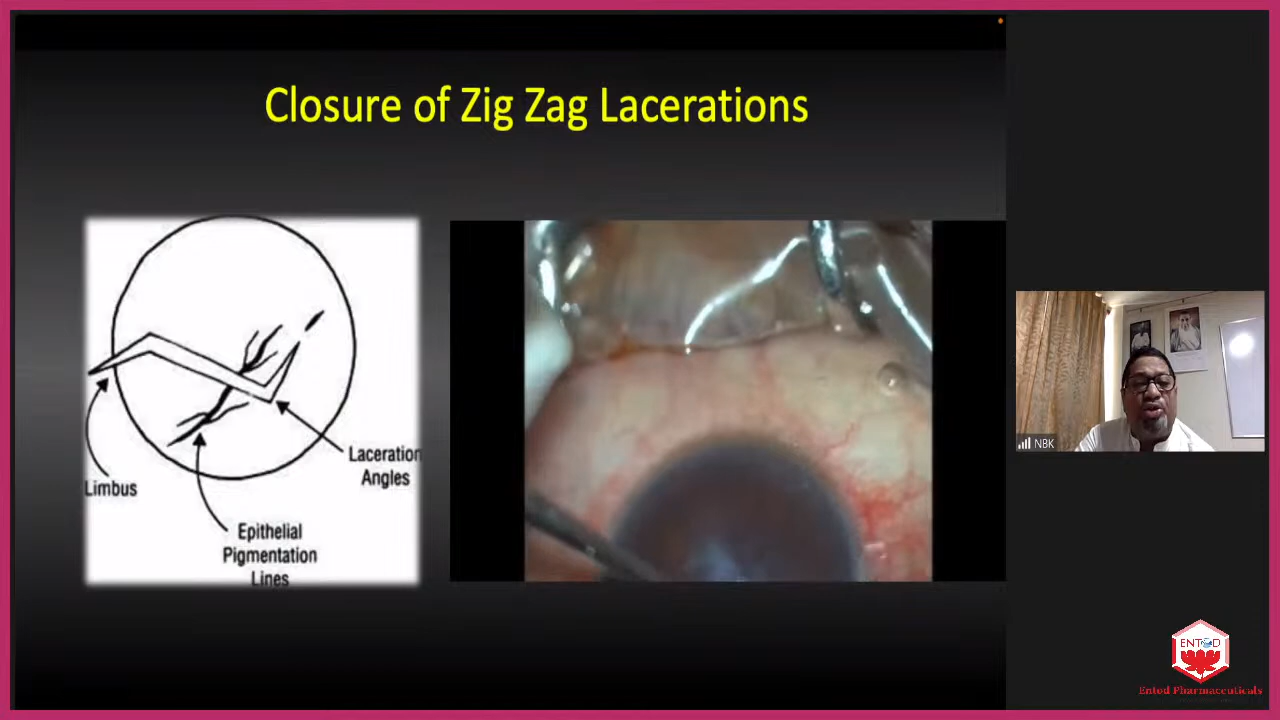 Closure of Zig Zag Lacerations
Limbus
Laceration
Angles
Epithelial
Pigmentation
Lines
NBK
ENTOD
Entod Pharmaceuticals